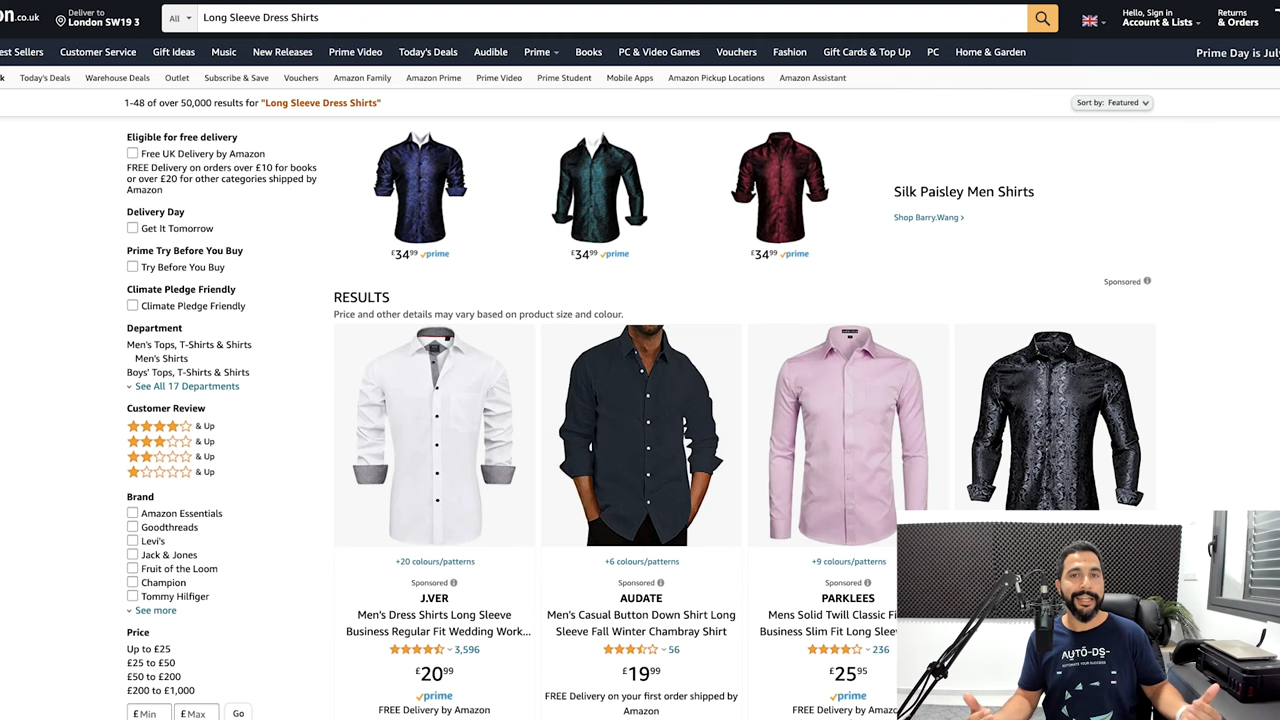 on.co.uk
Deliver to
London SW19 3
All
Long Sleeve Dress Shirts
Hello, Sign in
Account & Lists
Returns
& Orders
est Sellers
Customer Service
Gift Ideas
Music
New Releases
Prime Video
Today's Deals
Audible
Prime
Books
PC & Video Games
Vouchers
Fashion
Gift Cards & Top Up
PC
Home & Garden
Prime Day is July
k
Today's Deals
Warehouse Deals
Outlet
Subscribe & Save
Vouchers
Amazon Family
Amazon Prime
Prime Video
Prime Student
Mobile Apps
Amazon Pickup Locations
Amazon Assistant
1-48 of over 50,000 results for "Long Sleeve Dress Shirts"
Sort by: Featured
Eligible for free delivery
Free UK Delivery by Amazon
FREE Delivery on orders over £10 for books
or over £20 for other categories shipped by
Amazon
Delivery Day
Get It Tomorrow
Prime Try Before You Buy
Try Before You Buy
Climate Pledge Friendly
Climate Pledge Friendly
Department
Men's Tops, T-Shirts & Shirts
Men's Shirts
Boys' Tops, T-Shirts & Shirts
See All 17 Departments
Customer Review
& Up
& Up
& Up
& Up
Brand
Amazon Essentials
Goodthreads
Levi's
Jack & Jones
Fruit of the Loom
Champion
Tommy Hilfiger
See more
Price
Up to £25
£25 to £50
£50 to £200
£200 to £1,000
£ Min
£ Max
Go
£34.99 prime
£34.99 prime
£34.99 prime
Silk Paisley Men Shirts
Shop Barry.Wang ›
Sponsored
RESULTS
Price and other details may vary based on product size and colour.
+20 colours/patterns
Sponsored
J.VER
Men's Dress Shirts Long Sleeve
Business Regular Fit Wedding Work...
3,596
£20.99
prime
FREE Delivery by Amazon
+6 colours/patterns
Sponsored
AUDATE
Men's Casual Button Down Shirt Long
Sleeve Fall Winter Chambray Shirt
56
£19.99
FREE Delivery on your first order shipped by
Amazon
+9 colours/patterns
Sponsored
PARKLEES
Mens Solid Twill Classic Fi
Business Slim Fit Long Slee
236
£25.95
prime
FREE Delivery by Amazo
AUTO-DS-
AUTOMATE YOUR SUCCESS